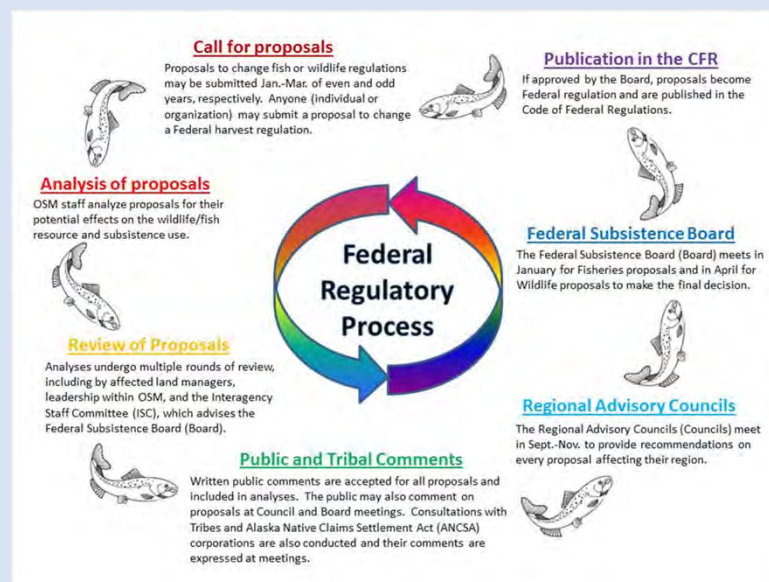 Call for proposals
Proposals to change fish or wildlife regulations
may be submitted Jan.-Mar. of even and odd
years, respectively. Anyone (individual or
organization) may submit a proposal to change
a Federal harvest regulation.
Analysis of proposals
OSM staff analyze proposals for their
potential effects on the wildlife/fish
resource and subsistence use.
Review of Proposals
Analyses undergo multiple rounds of review,
including by affected land managers,
leadership within OSM, and the Interagency
Staff Committee (ISC), which advises the
Federal Subsistence Board (Board).
Public and Tribal Comments
Written public comments are accepted for all proposals and
included in analyses. The public may also comment on
proposals at Council and Board meetings. Consultations with
Tribes and Alaska Native Claims Settlement Act (ANCSA)
corporations are also conducted and their comments are
expressed at meetings.
Regional Advisory Councils
The Regional Advisory Councils (Councils) meet
in Sept.-Nov. to provide recommendations on
every proposal affecting their region.
Federal Subsistence Board
The Federal Subsistence Board (Board) meets in
January for Fisheries proposals and in April for
Wildlife proposals to make the final decision.
Publication in the CFR
If approved by the Board, proposals become
Federal regulation and are published in the
Code of Federal Regulations.
Federal
Regulatory
Process